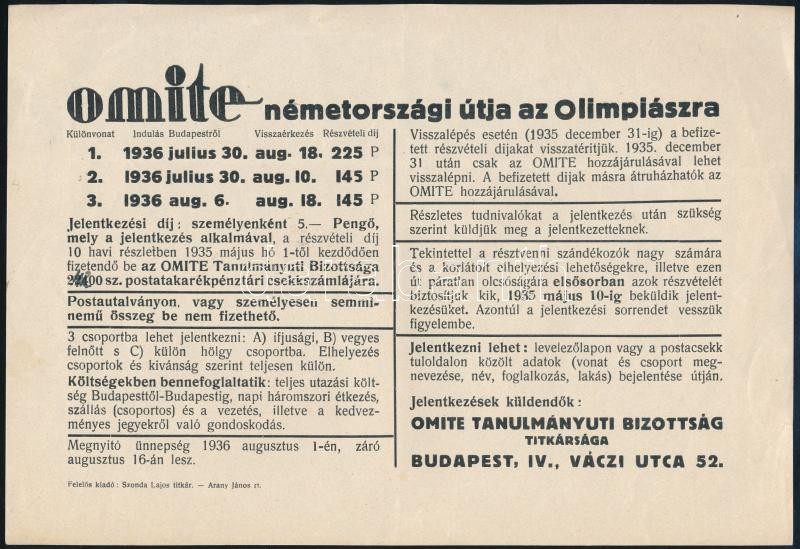 omite németországi útja az Olimpiászra
Különvonat Indulás Budapestről Visszaérkezés Részvételi díj
1. 1936 julius 30. aug. 18. 225 P
2. 1936 julius 30. aug. 10. 145 P
3. 1936 aug. 6. aug. 18. 145 P
Jelentkezési díj: személyenként 5.— Pengő,
mely a jelentkezés alkalmával, a részvételi díj
10 havi részletben 1935 május hó 1-től kezdődően
fizetendő be az OMITE Tanulmányuti Bizottsága
sz. postatakarékpénztári csekkszámlájára.
Postautalványon, vagy személyesen semmi-
nemű összeg be nem fizethető.
3 csoportba lehet jelentkezni: A) ifjusági, B) vegyes
felnőtt s C) külön hölgy csoportba. Elhelyezés
csoportok és kivánság szerint teljesen külön.
Költségekben bennefoglaltatik: teljes utazási költ-
ség Budapesttől-Budapestig, napi háromszori étkezés,
szállás (csoportos) és a vezetés, illetve a kedvez-
ményes jegyekről való gondoskodás.
Megnyitó ünnepség 1936 augusztus 1-én, záró
augusztus 16-án lesz.
Felelős kiadó: Szonda Lajos titkár. — Arany János rt.
Visszalépés esetén (1935 december 31-ig) a befize-
tett részvételi dijakat visszatérítjük. 1935. december
31 után csak az OMITE hozzájárulásával lehet
visszalépni. A befizetett dijak másra átruházhatók az
OMITE hozzájárulásával.
Részletes tudnivalókat a jelentkezés után szükség
szerint küldjük meg a jelentkezetteknek.
Tekintettel a résztvenni szándékozók nagy számára
és a korlátolt elhelyezési lehetőségekre, illetve ezen
út páratlan olcsóságára elsősorban azok részvételét
biztosítjuk, kik, 1935 május 10-ig beküldik jelent-
kezésüket. Azontúl a jelentkezési sorrendet vesszük
figyelembe.
Jelentkezni lehet: levelezőlapon vagy a postacsekk
tuloldalon közölt adatok (vonat és csoport meg-
nevezése, név, foglalkozás, lakás) bejelentése útján.
Jelentkezések küldendők:
OMITE TANULMÁNYUTI BIZOTTSÁG
TITKÁRSÁGA
BUDAPEST, IV., VÁCZI UTCA 52.